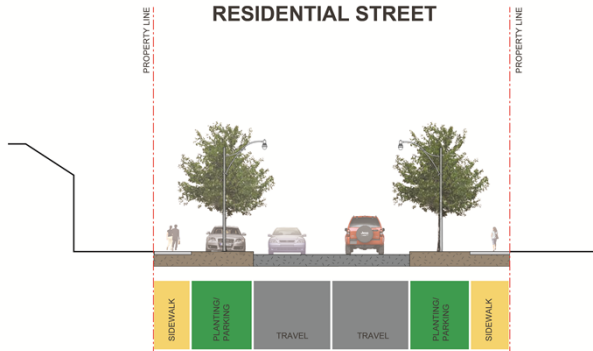 RESIDENTIAL STREET
PROPERTY LINE
PROPERTY LINE
SIDEWALK
PLANTING/
PARKING
TRAVEL
TRAVEL
PLANTING/
PARKING
SIDEWALK